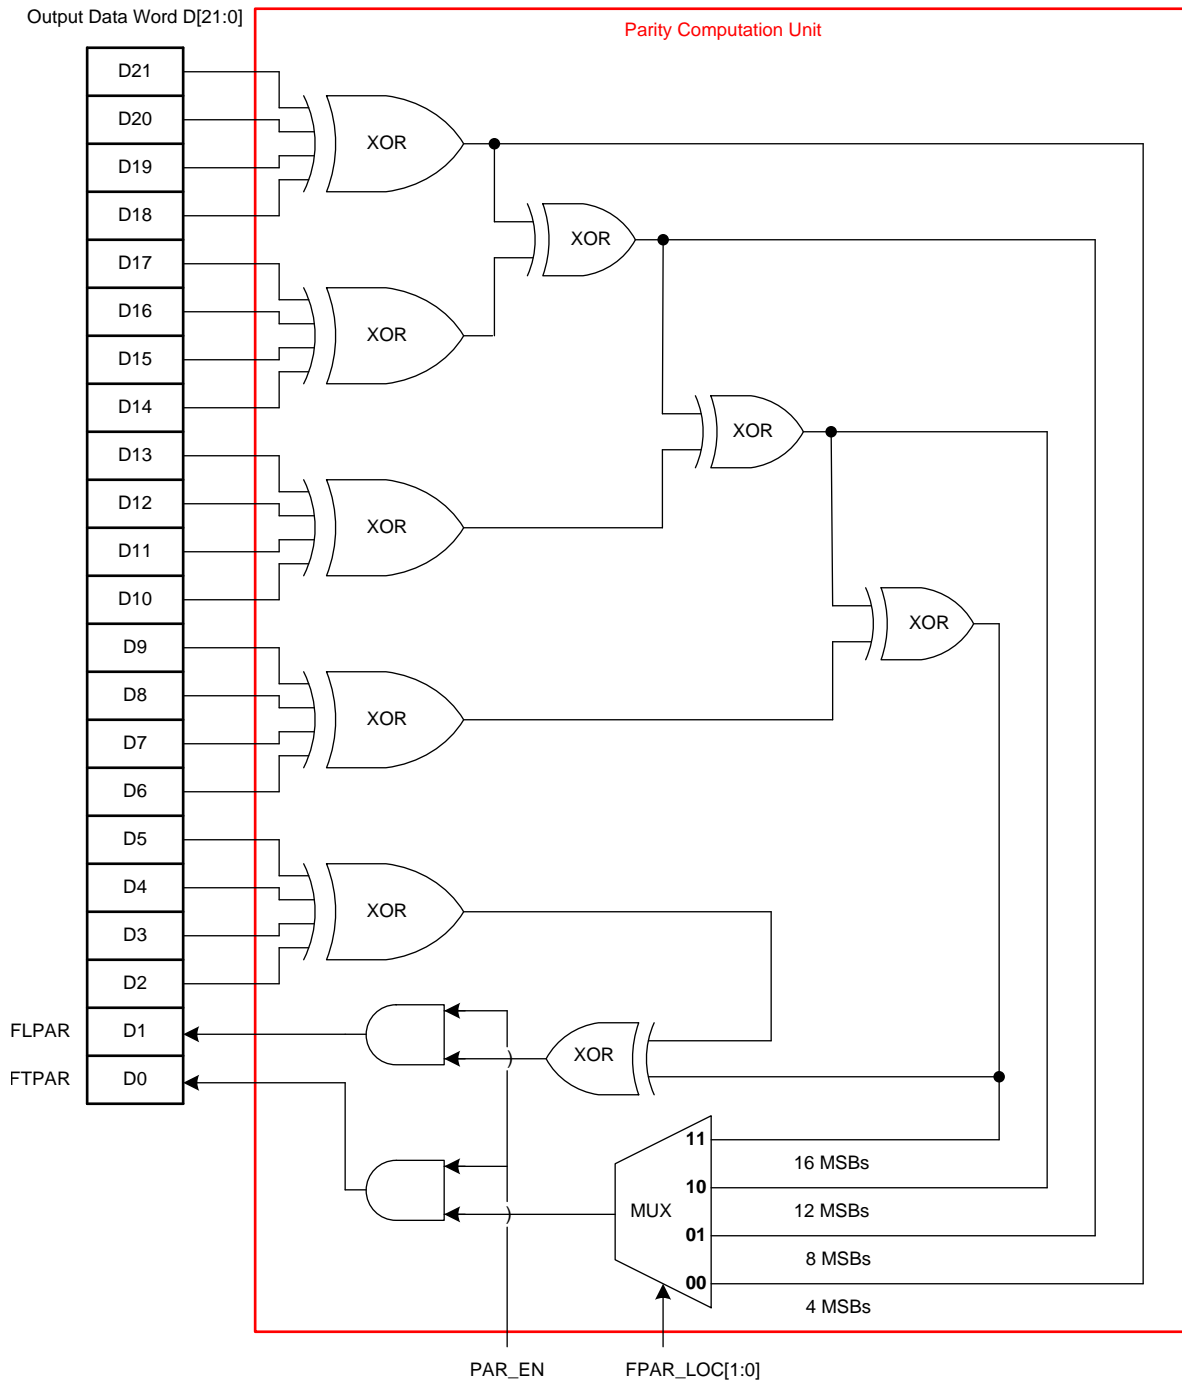 Output Data Word D[21:0]
Parity Computation Unit
D21
D20
XOR
D19
D18
XOR
D17
D16
XOR
D15
D14
XOR
D13
D12
XOR
D11
D10
XOR
D9
D8
XOR
D7
D6
D5
D4
XOR
D3
D2
FLPAR
D1
XOR
FTPAR
D0
11
16 MSBs
10
MUX
12 MSBs
01
8 MSBs
00
4 MSBs
PAR_EN
FPAR_LOC[1:0]